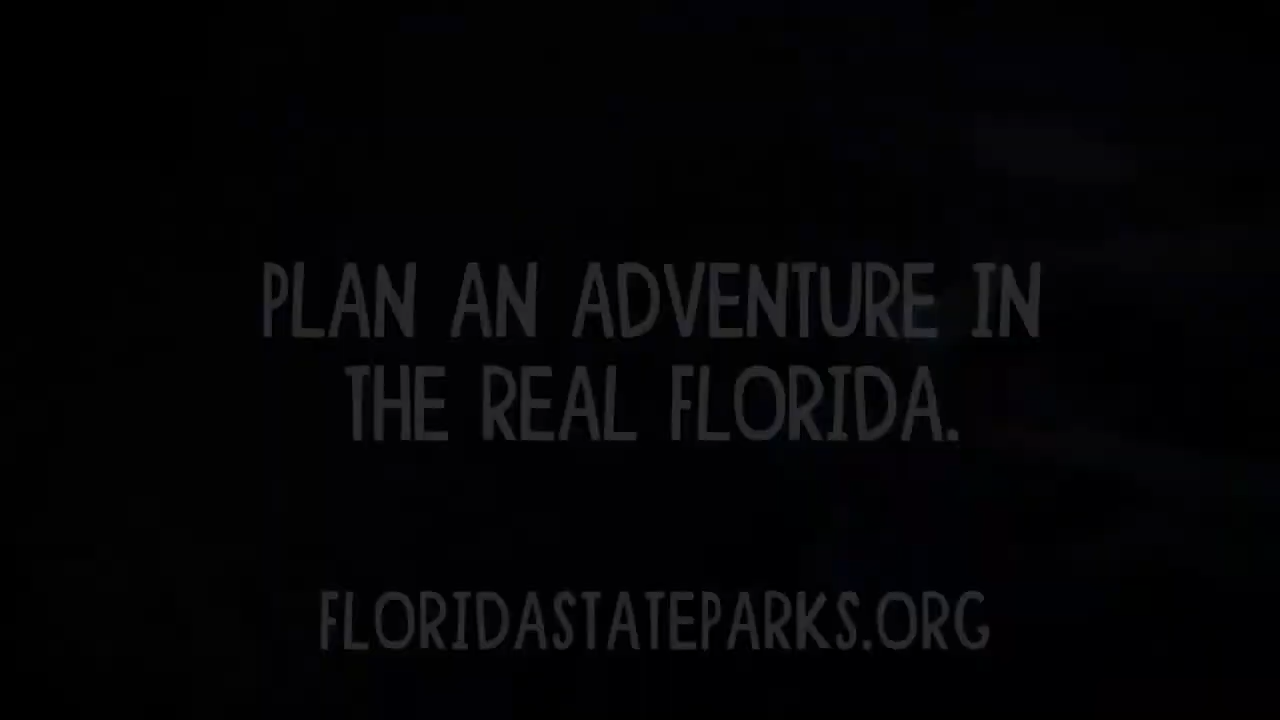 PLAN AN ADVENTURE IN
THE REAL FLORIDA.
FLORIDASTATEPARKS.ORG